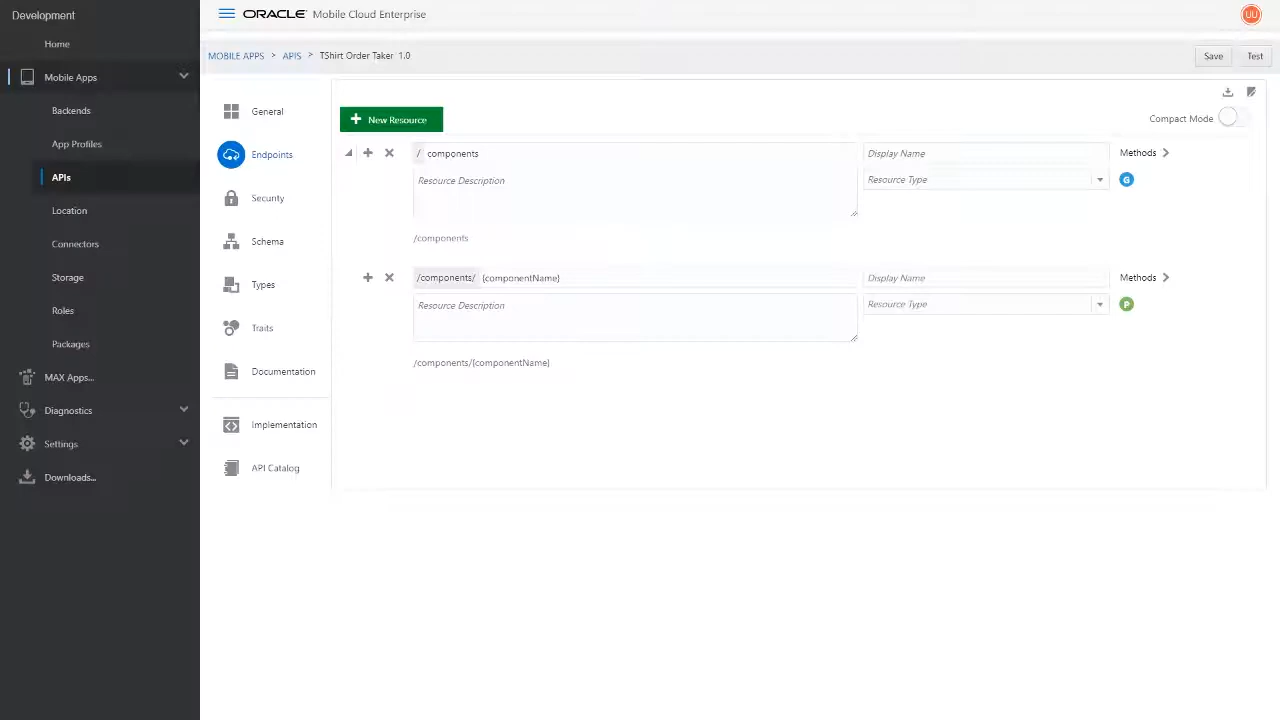 Development
Home
Mobile Apps
Backends
App Profiles
APIs
Location
Connectors
Storage
Roles
Packages
MAX Apps...
Diagnostics
Settings
Downloads...
ORACLE Mobile Cloud Enterprise
UU
MOBILE APPS > APIS > TShirt Order Taker 1.0
Save
Test
General
Endpoints
Security
Schema
Types
Traits
Documentation
Implementation
API Catalog
New Resource
Compact Mode
/ components
Display Name
Methods
Resource Description
Resource Type
G
/components
/components/ {componentName}
Display Name
Methods
Resource Description
Resource Type
P
/components/{componentName}